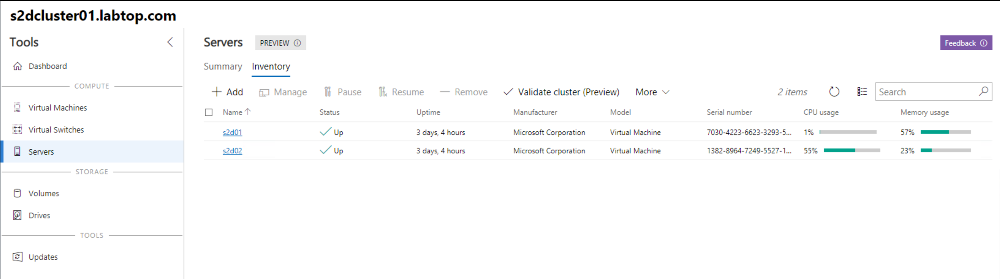 s2dcluster01.labtop.com
Tools
Dashboard
COMPUTE
Virtual Machines
Virtual Switches
Servers
STORAGE
Volumes
Drives
TOOLS
Updates
Servers PREVIEW Feedback
Summary Inventory
Add Manage Pause Resume Remove Validate cluster (Preview) More 2 items Search
Name Status Uptime Manufacturer Model Serial number CPU usage Memory usage
s2d01 Up 3 days, 4 hours Microsoft Corporation Virtual Machine 7030-4223-6623-3293-5... 1% 57%
s2d02 Up 3 days, 4 hours Microsoft Corporation Virtual Machine 1382-8964-7249-5527-1... 55% 23%